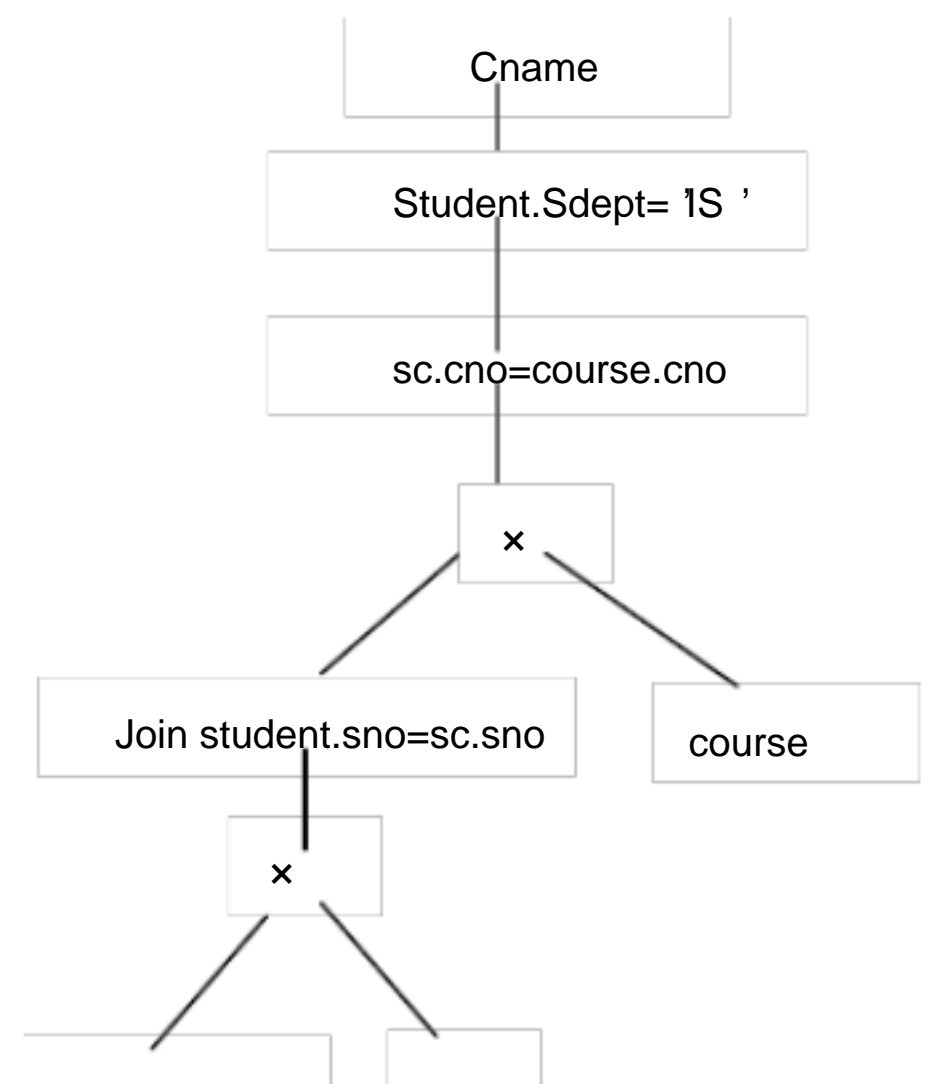 Cname
Student.Sdept= ’IS ’
sc.cno=course.cno
×
Join student.sno=sc.sno
course
×